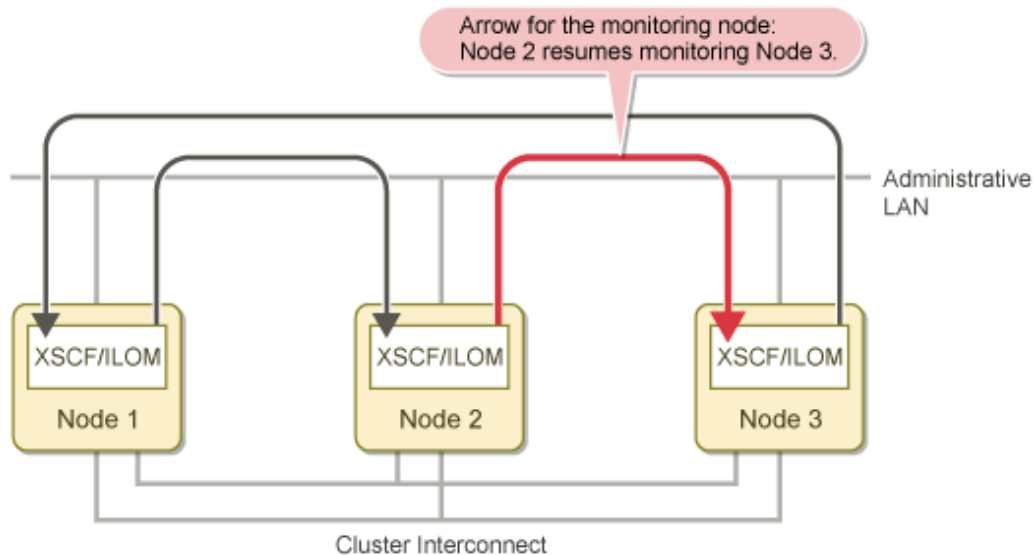 Arrow for the monitoring node:
Node 2 resumes monitoring Node 3.
Administrative
LAN
XSCF/ILOM
XSCF/ILOM
XSCF/ILOM
Node 1
Node 2
Node 3
Cluster Interconnect